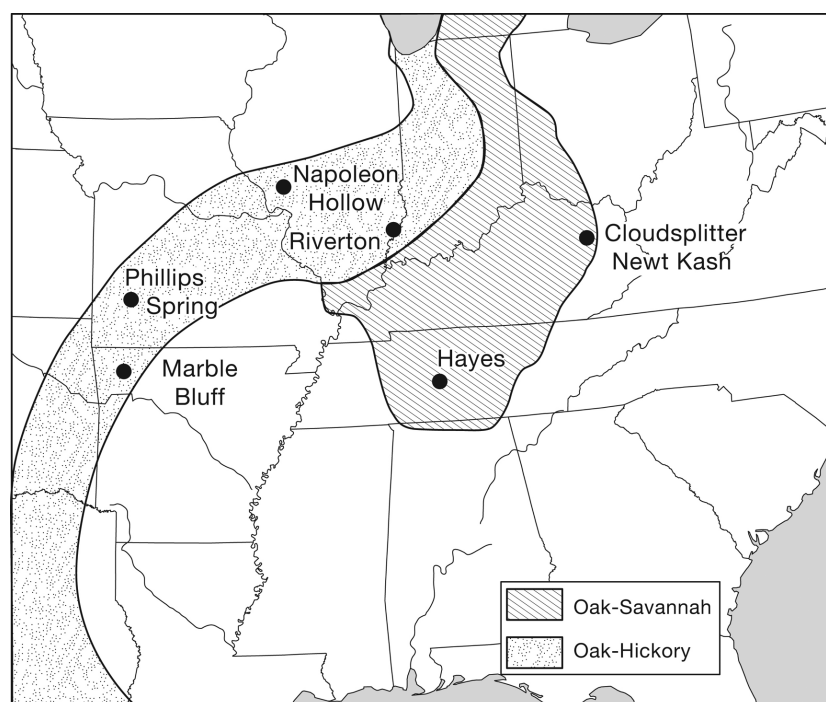 Napoleon
Hollow
Riverton
Cloudsplitter
Newt Kash
Phillips
Spring
Hayes
Marble
Bluff
Oak-Savannah
Oak-Hickory